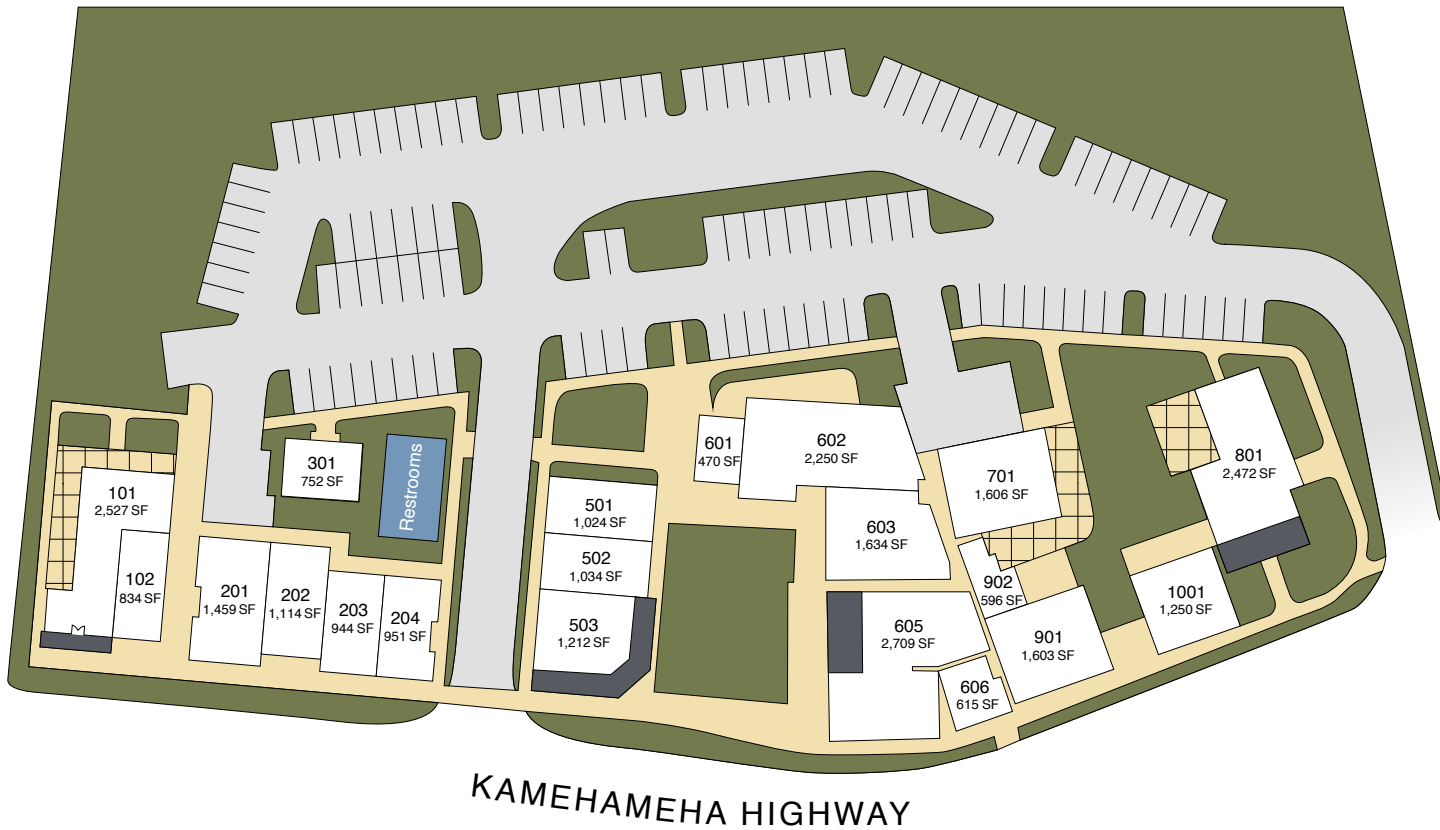 101
2,527 SF
102
834 SF
201
1,459 SF
202
1,114 SF
203
944 SF
204
951 SF
301
752 SF
Restrooms
501
1,024 SF
502
1,034 SF
503
1,212 SF
601
470 SF
602
2,250 SF
603
1,634 SF
605
2,709 SF
606
615 SF
701
1,606 SF
801
2,472 SF
902
596 SF
901
1,603 SF
1001
1,250 SF
KAMEHAMEHA HIGHWAY